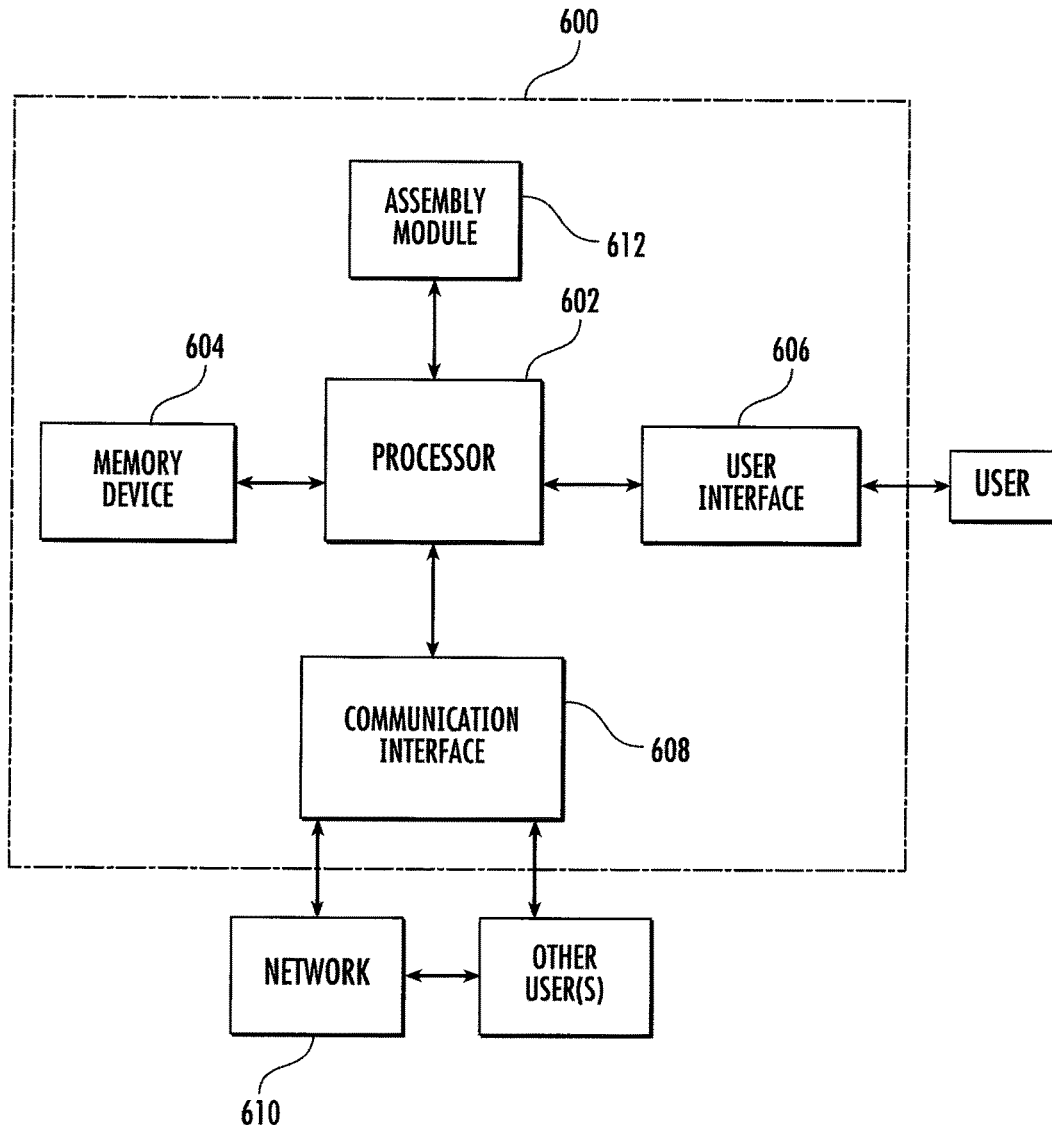 600
ASSEMBLY
MODULE
612
602
604
606
MEMORY
DEVICE
PROCESSOR
USER
INTERFACE
USER
COMMUNICATION
INTERFACE
608
NETWORK
OTHER
USER(S)
610